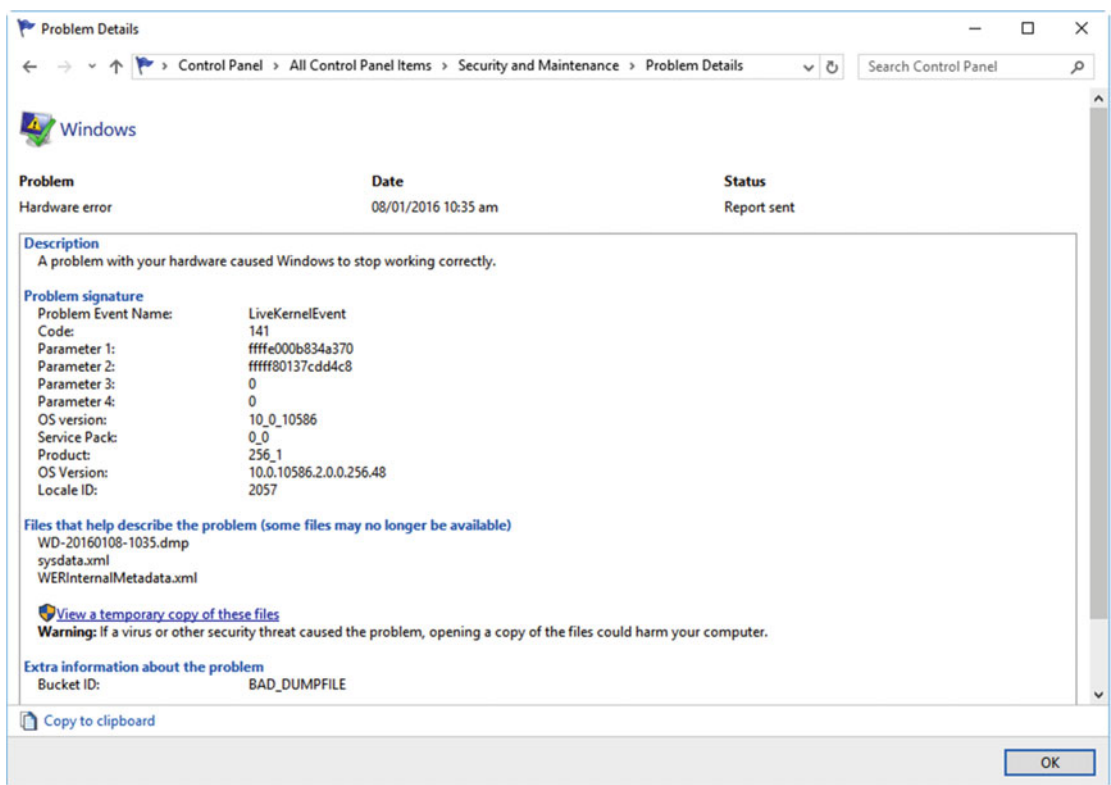 Problem Details
Control Panel > All Control Panel Items > Security and Maintenance > Problem Details
Search Control Panel
Windows
Problem Date Status
Hardware error 08/01/2016 10:35 am Report sent
Description
A problem with your hardware caused Windows to stop working correctly.
Problem signature
Problem Event Name: LiveKernelEvent
Code: 141
Parameter 1: ffffe000b834a370
Parameter 2: fffff80137cdd4c8
Parameter 3: 0
Parameter 4: 0
OS version: 10_0_10586
Service Pack: 0_0
Product: 256_1
OS Version: 10.0.10586.2.0.0.256.48
Locale ID: 2057
Files that help describe the problem (some files may no longer be available)
WD-20160108-1035.dmp
sysdata.xml
WERInternalMetadata.xml
View a temporary copy of these files
Warning: If a virus or other security threat caused the problem, opening a copy of the files could harm your computer.
Extra information about the problem
Bucket ID: BAD_DUMPFILE
Copy to clipboard
OK